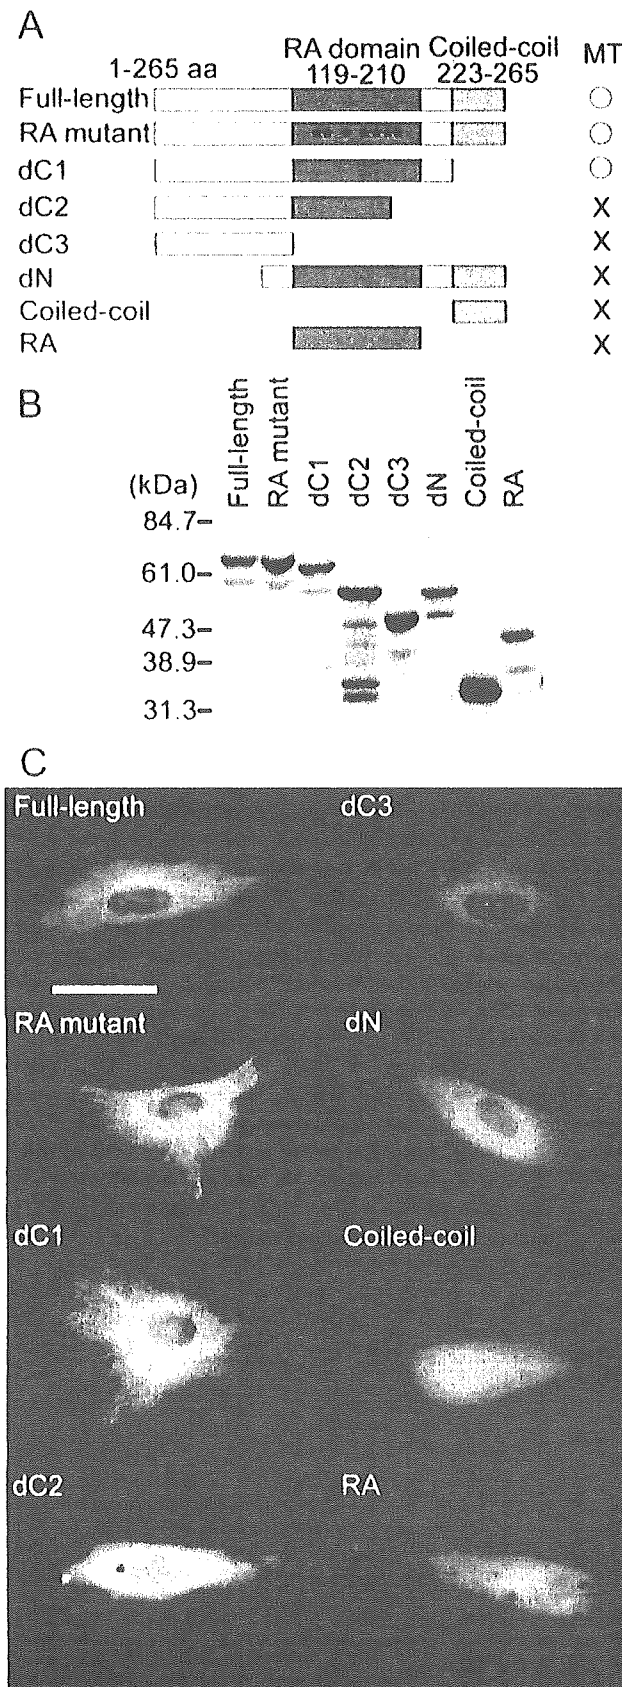 A
RA domain Coiled-coil MT
1-265 aa 119-210 223-265
Full-length
RA mutant
dC1
dC2 X
dC3 X
dN X
Coiled-coil X
RA X
B
Full-length RA mutant dC1 dC2 dC3 dN Coiled-coil RA
(kDa)
84.7
61.0
47.3
38.9
31.3
C
Full-length dC3
RA mutant dN
dC1 Coiled-coil
dC2 RA